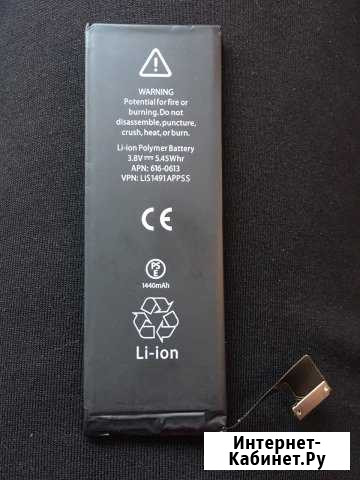 WARNING
Potential for fire or
burning. Do not
disassemble, puncture,
crush, heat, or burn.
Li-ion Polymer Battery
3.8V⎓5.45Whr
APN: 616-0613
VPN: LIS1491APPSS
CE
PS
E
1440mAh
Li-ion
Интернет-
Кабинет.Ру